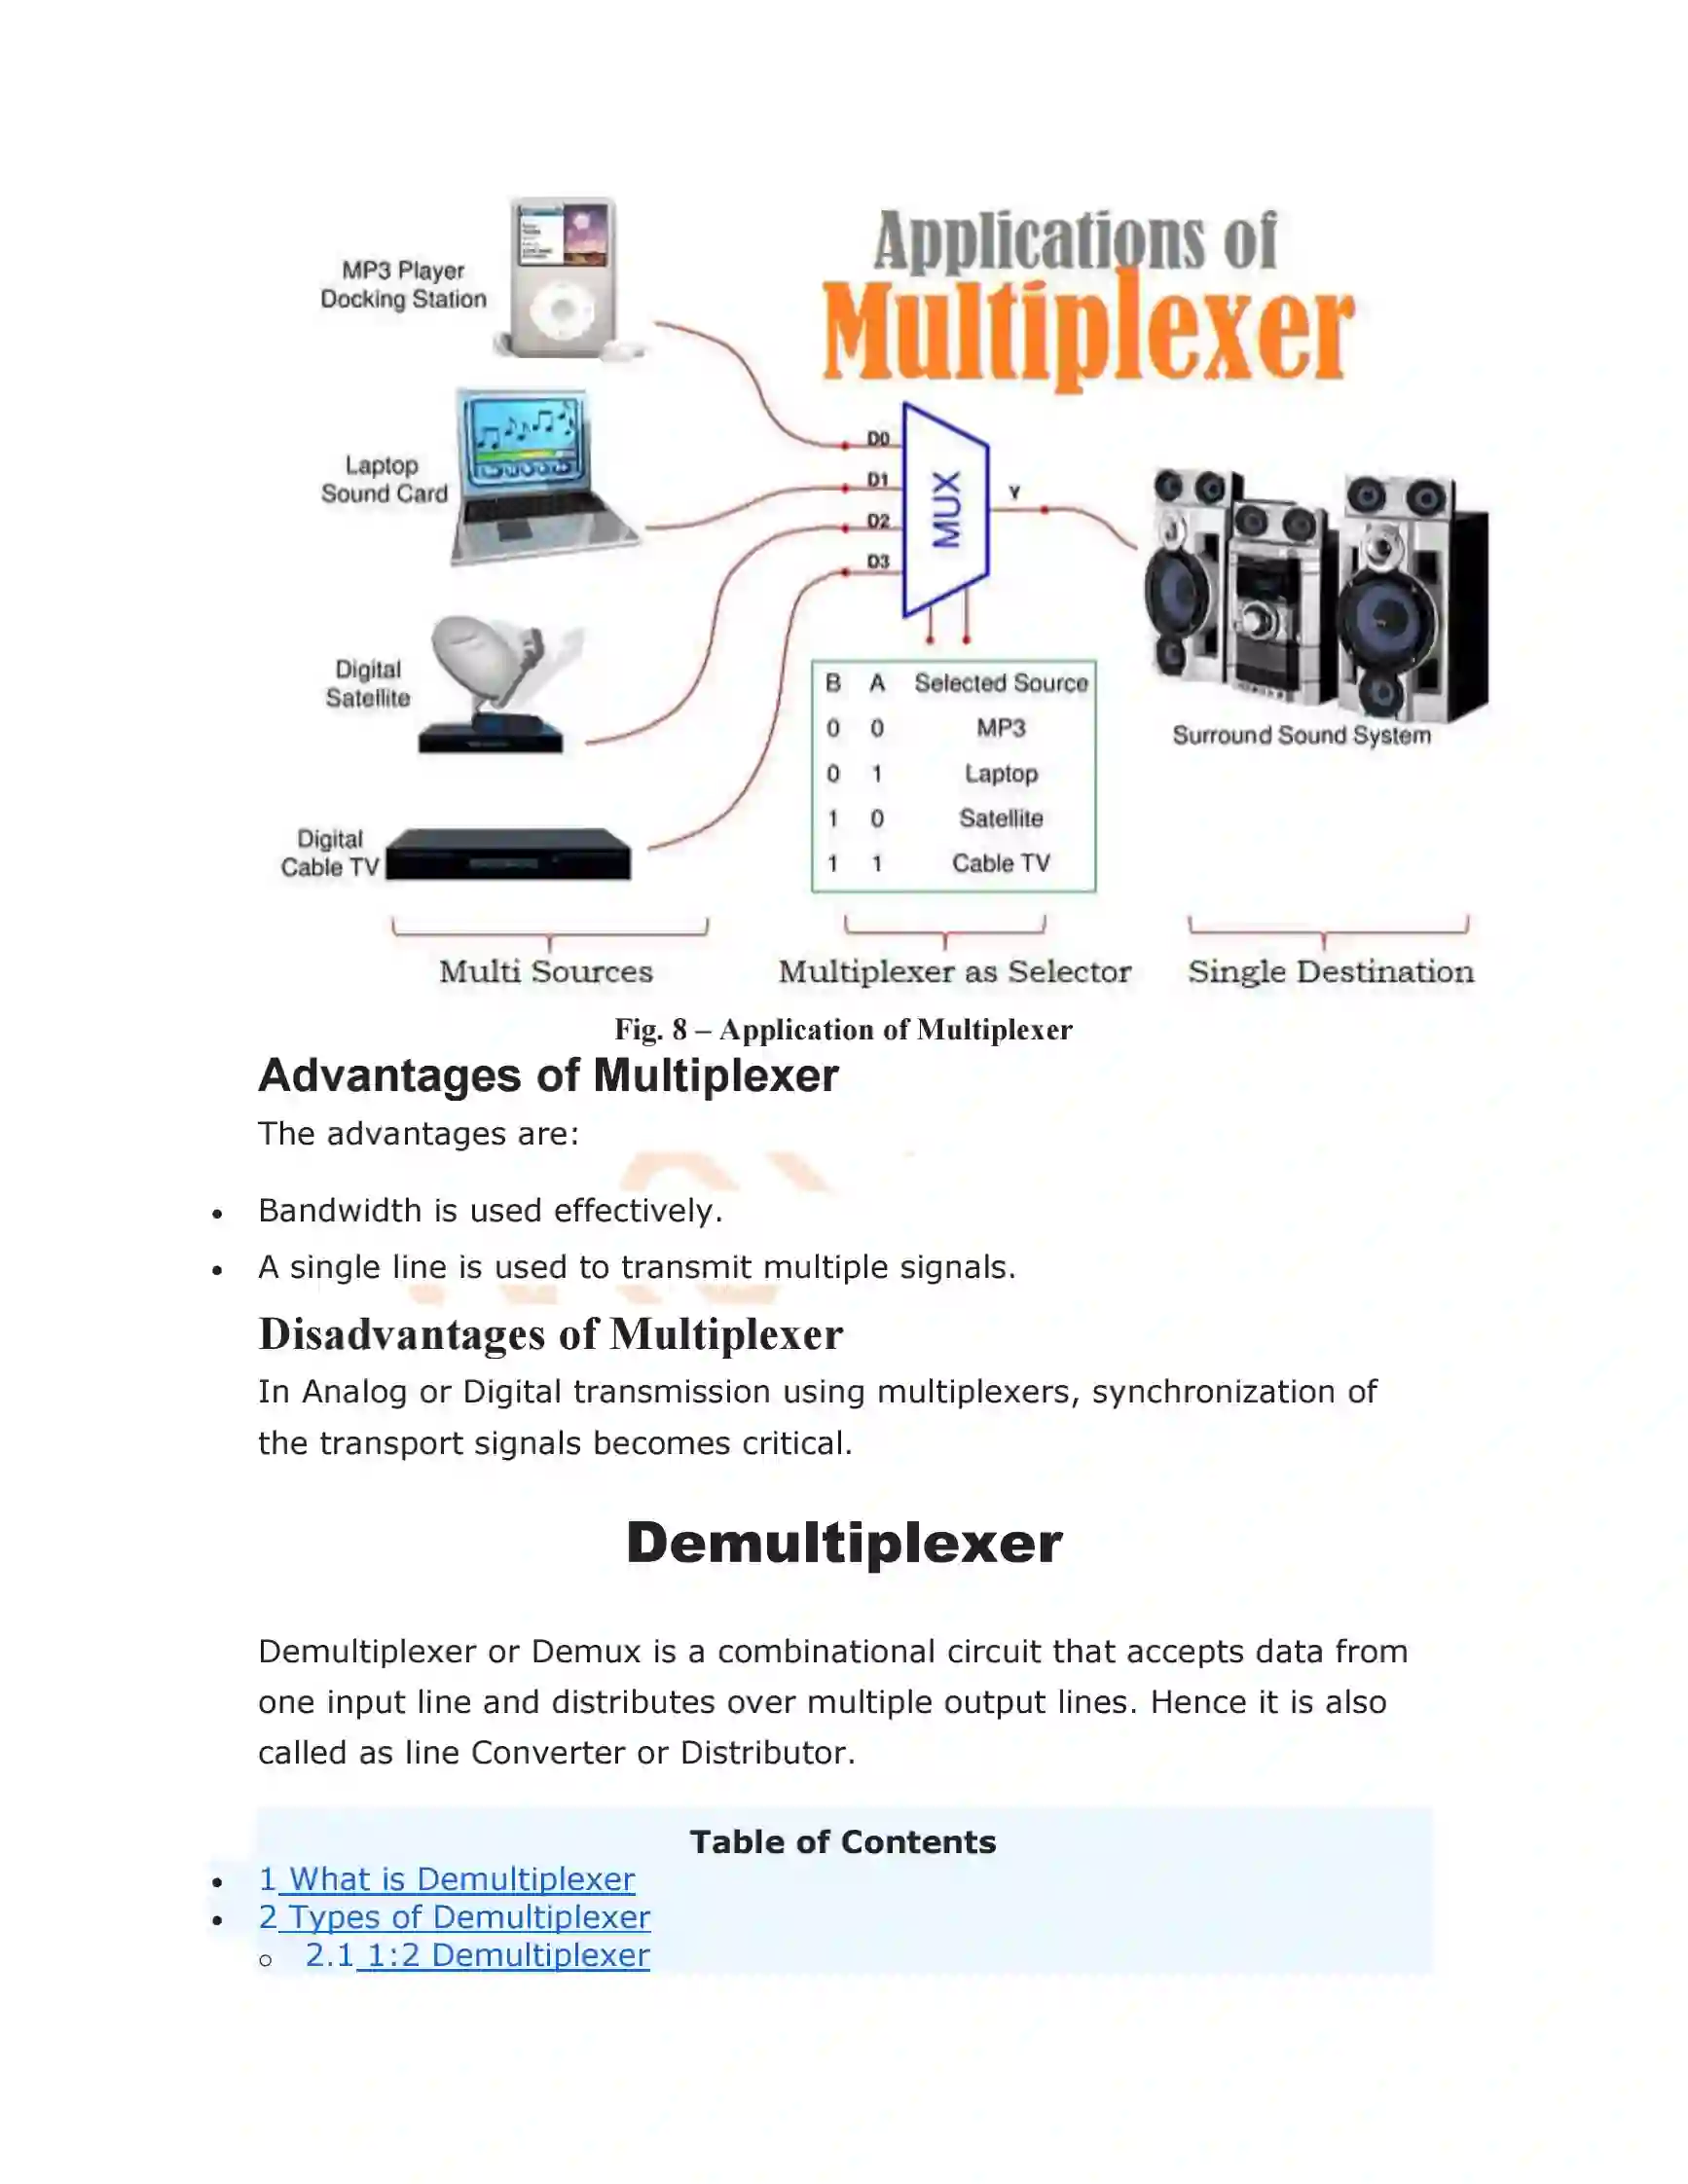 Applications of
Multiplexer
MP3 Player
Docking Station
Laptop
Sound Card
Digital
Satellite
Digital
Cable TV
D0
D1
D2
D3
MUX
Y
B A Selected Source
0 0 MP3
0 1 Laptop
1 0 Satellite
1 1 Cable TV
Surround Sound System
Multi Sources
Multiplexer as Selector
Single Destination
Fig. 8 – Application of Multiplexer
Advantages of Multiplexer
The advantages are:
• Bandwidth is used effectively.
• A single line is used to transmit multiple signals.
Disadvantages of Multiplexer
In Analog or Digital transmission using multiplexers, synchronization of
the transport signals becomes critical.
Demultiplexer
Demultiplexer or Demux is a combinational circuit that accepts data from
one input line and distributes over multiple output lines. Hence it is also
called as line Converter or Distributor.
Table of Contents
• 1 What is Demultiplexer
• 2 Types of Demultiplexer
o 2.1 1:2 Demultiplexer